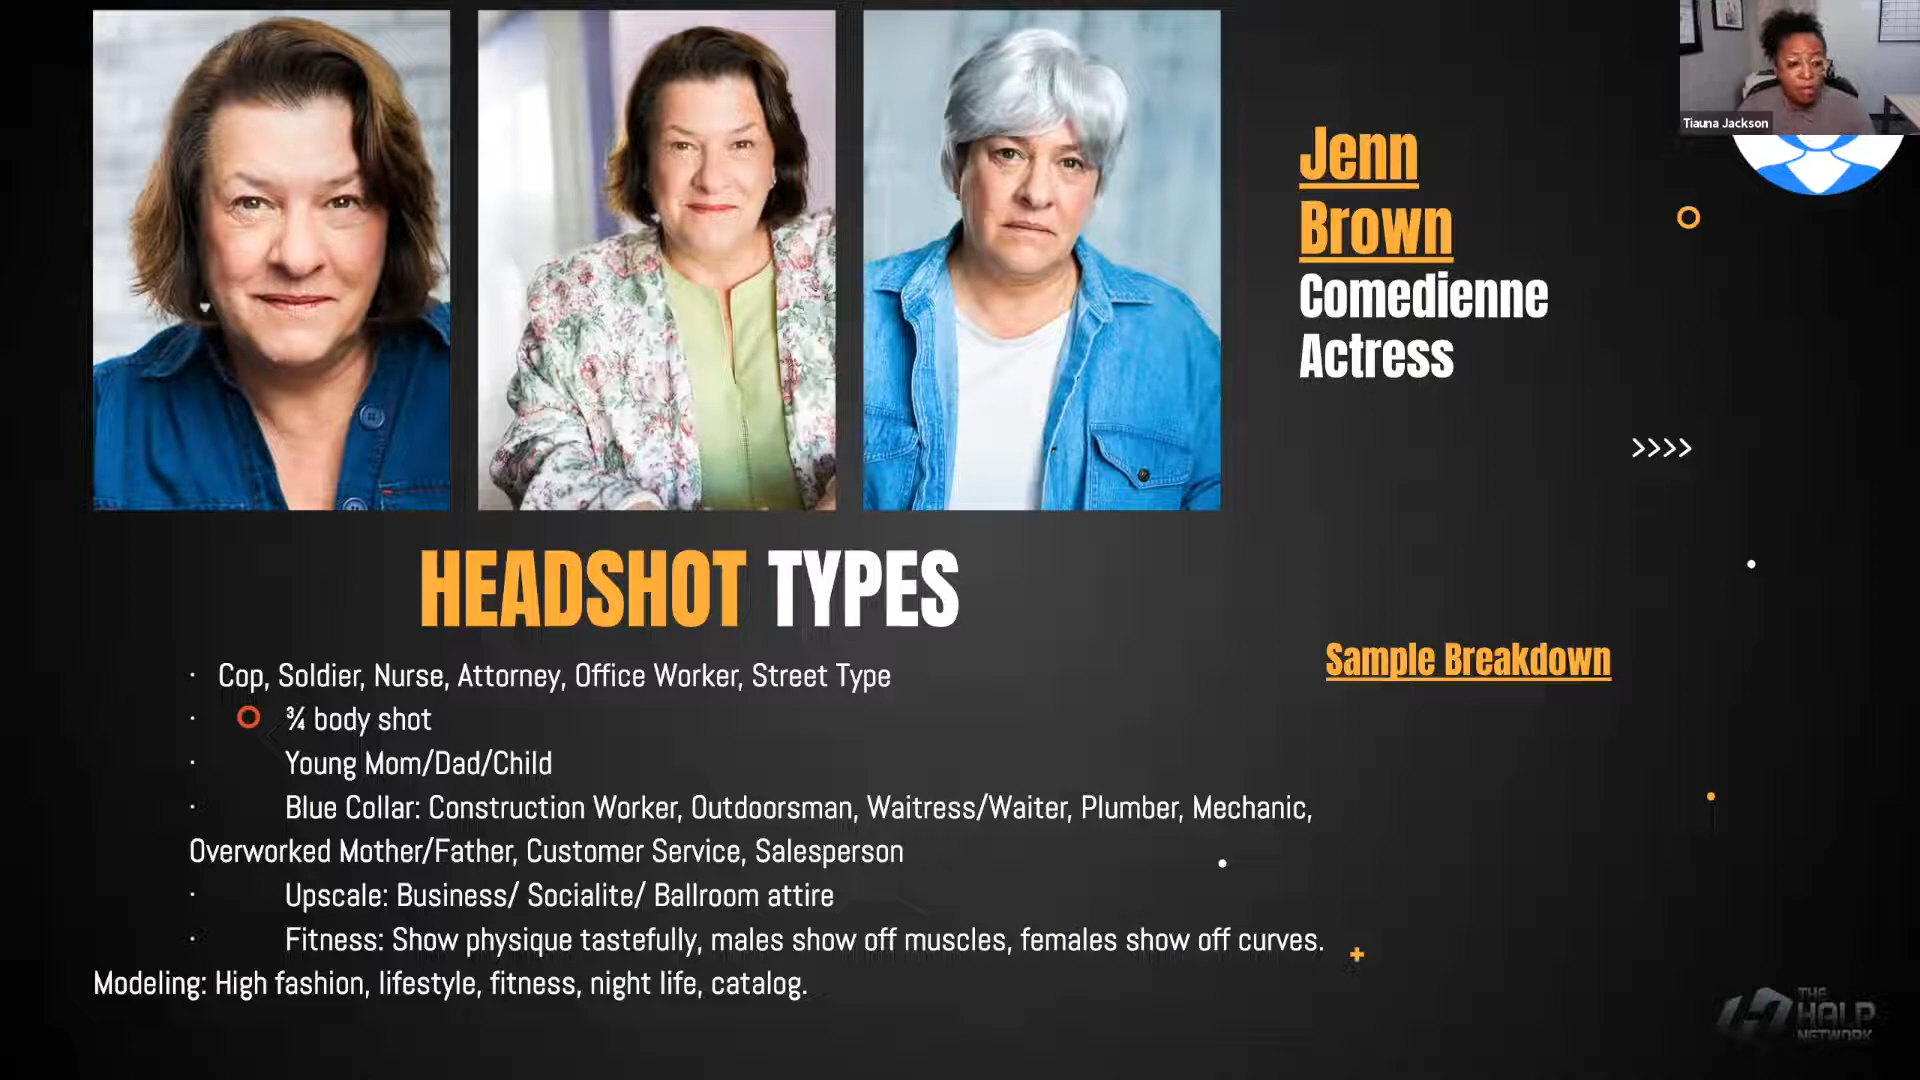 Tiauna Jackson
Jenn
Brown
Comedienne
Actress
HEADSHOT TYPES
· Cop, Soldier, Nurse, Attorney, Office Worker, Street Type
· ¾ body shot
· Young Mom/Dad/Child
· Blue Collar: Construction Worker, Outdoorsman, Waitress/Waiter, Plumber, Mechanic,
Overworked Mother/Father, Customer Service, Salesperson
· Upscale: Business/ Socialite/ Ballroom attire
· Fitness: Show physique tastefully, males show off muscles, females show off curves.
Modeling: High fashion, lifestyle, fitness, night life, catalog.
Sample Breakdown
THE
HALP
NETWORK